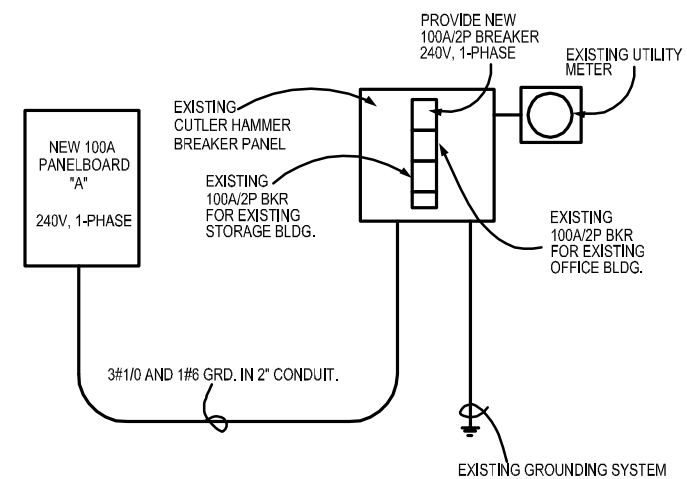 PROVIDE NEW
100A/2P BREAKER
240V, 1-PHASE
EXISTING UTILITY
METER
EXISTING
CUTLER HAMMER
BREAKER PANEL
NEW 100A
PANELBOARD
"A"
240V, 1-PHASE
EXISTING
100A/2P BKR
FOR EXISTING
STORAGE BLDG.
EXISTING
100A/2P BKR
FOR EXISTING
OFFICE BLDG.
3#1/0 AND 1#6 GRD. IN 2" CONDUIT.
EXISTING GROUNDING SYSTEM